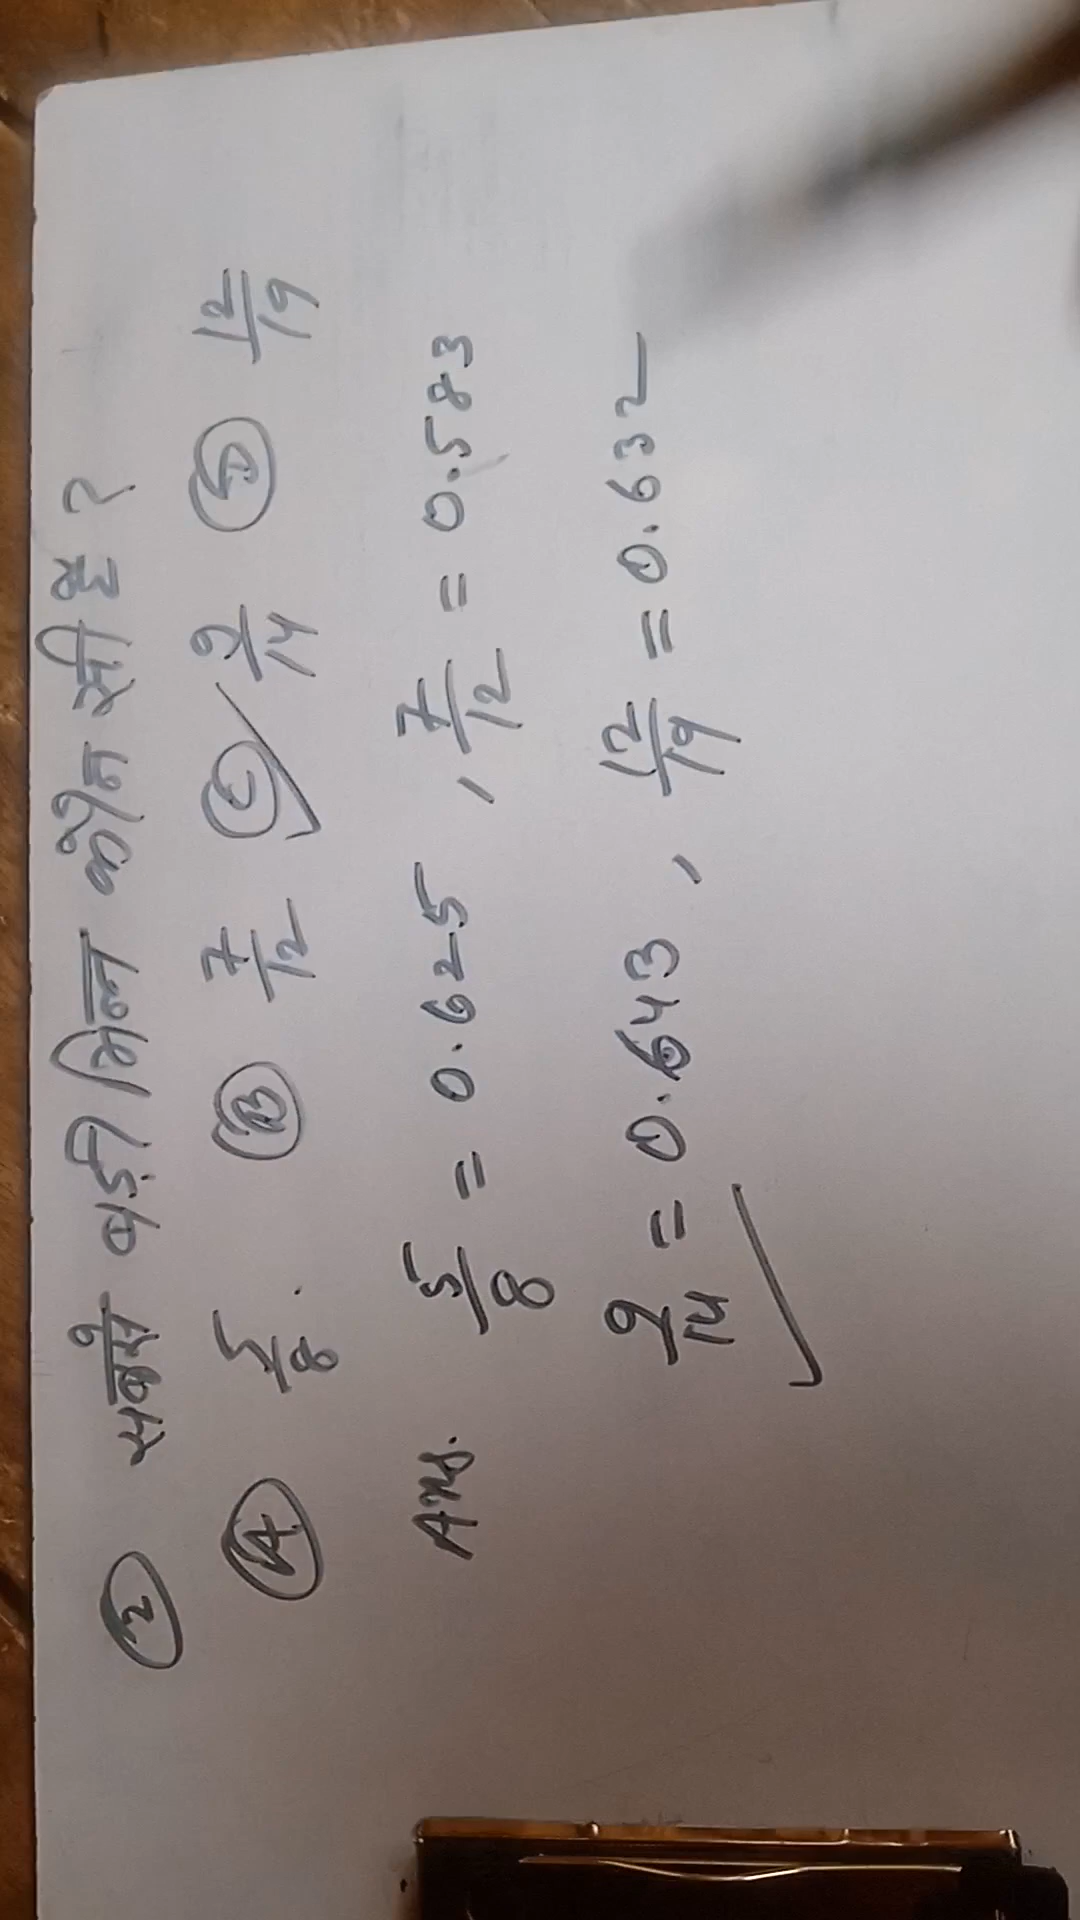 ② सबसे बड़ी भिन्न कौन सी है ?
Ⓐ 5/8 . Ⓑ 7/12 Ⓒ 9/14 Ⓓ 12/19
Ans. 5/8 = 0.625 , 7/12 = 0.583
9/14 = 0.643 , 12/19 = 0.632